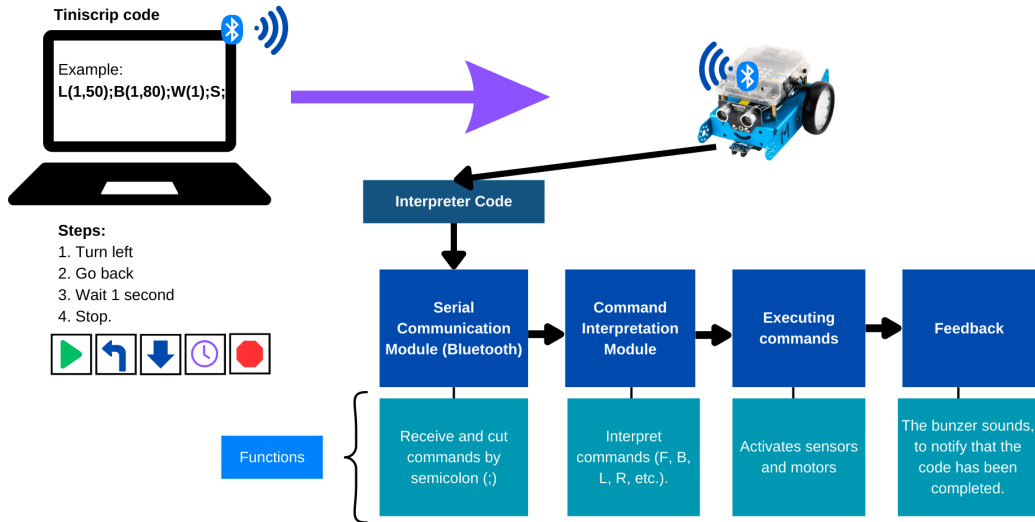 Tiniscrip code
Example:
L(1,50);B(1,80);W(1);S;
Steps:
1. Turn left
2. Go back
3. Wait 1 second
4. Stop.
Interpreter Code
Serial
Communication
Module (Bluetooth)
Command
Interpretation
Module
Executing
commands
Feedback
Functions
Receive and cut
commands by
semicolon (;)
Interpret
commands (F, B,
L, R, etc.).
Activates sensors
and motors
The bunzer sounds,
to notify that the
code has been
completed.